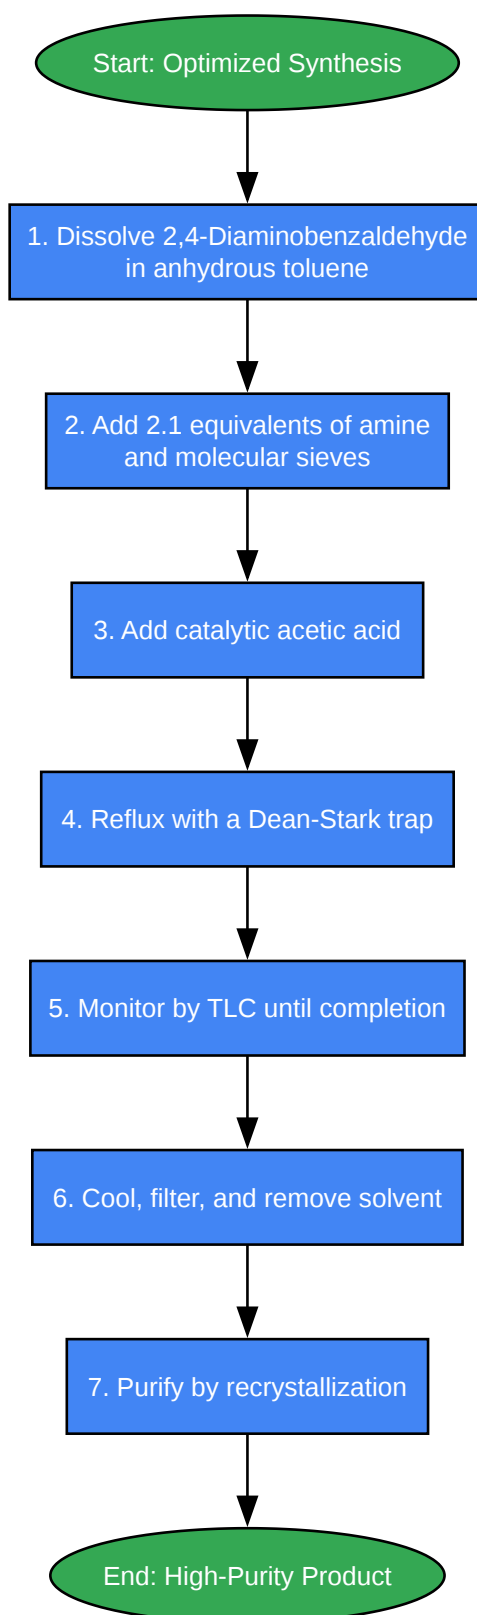 Start: Optimized Synthesis
1. Dissolve 2,4-Diaminobenzaldehyde
in anhydrous toluene
2. Add 2.1 equivalents of amine
and molecular sieves
3. Add catalytic acetic acid
4. Reflux with a Dean-Stark trap
5. Monitor by TLC until completion
6. Cool, filter, and remove solvent
7. Purify by recrystallization
End: High-Purity Product